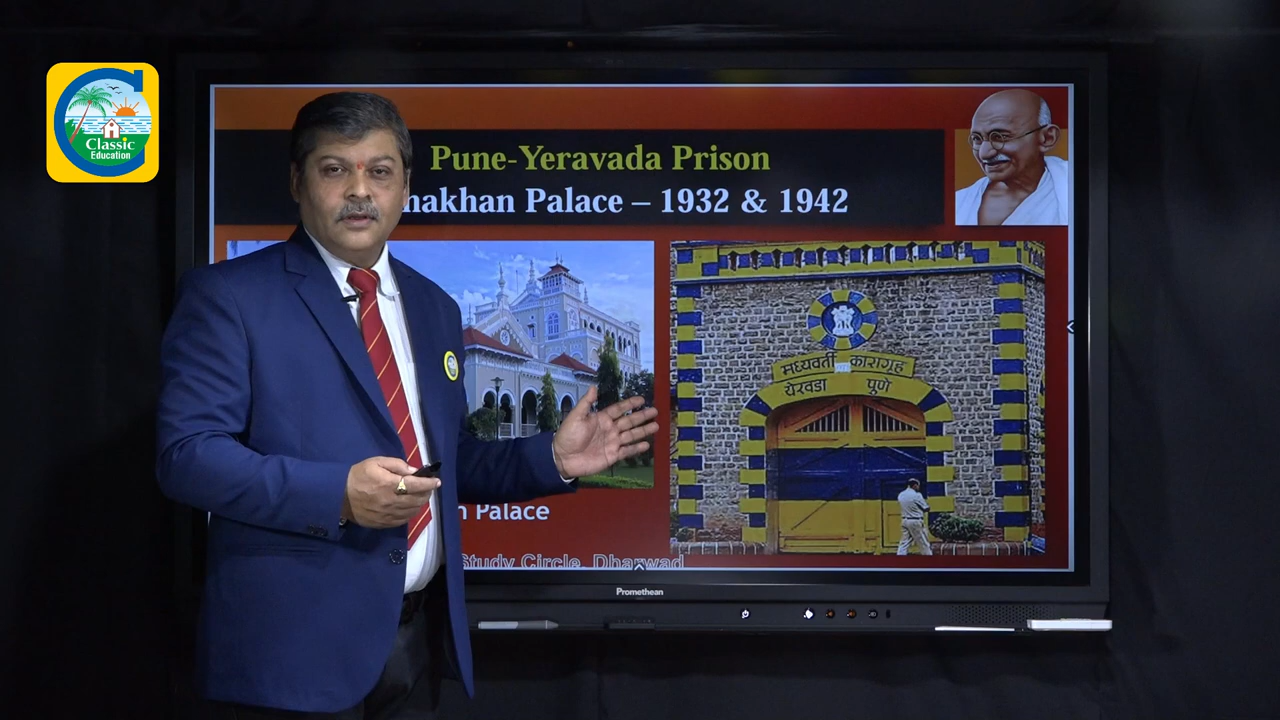 Classic
Education
Pune-Yeravada Prison
nakhan Palace – 1932 & 1942
मध्यवर्ती कारागृह
येरवडा पुणे
n Palace
Study Circle, Dharwad
Promethean